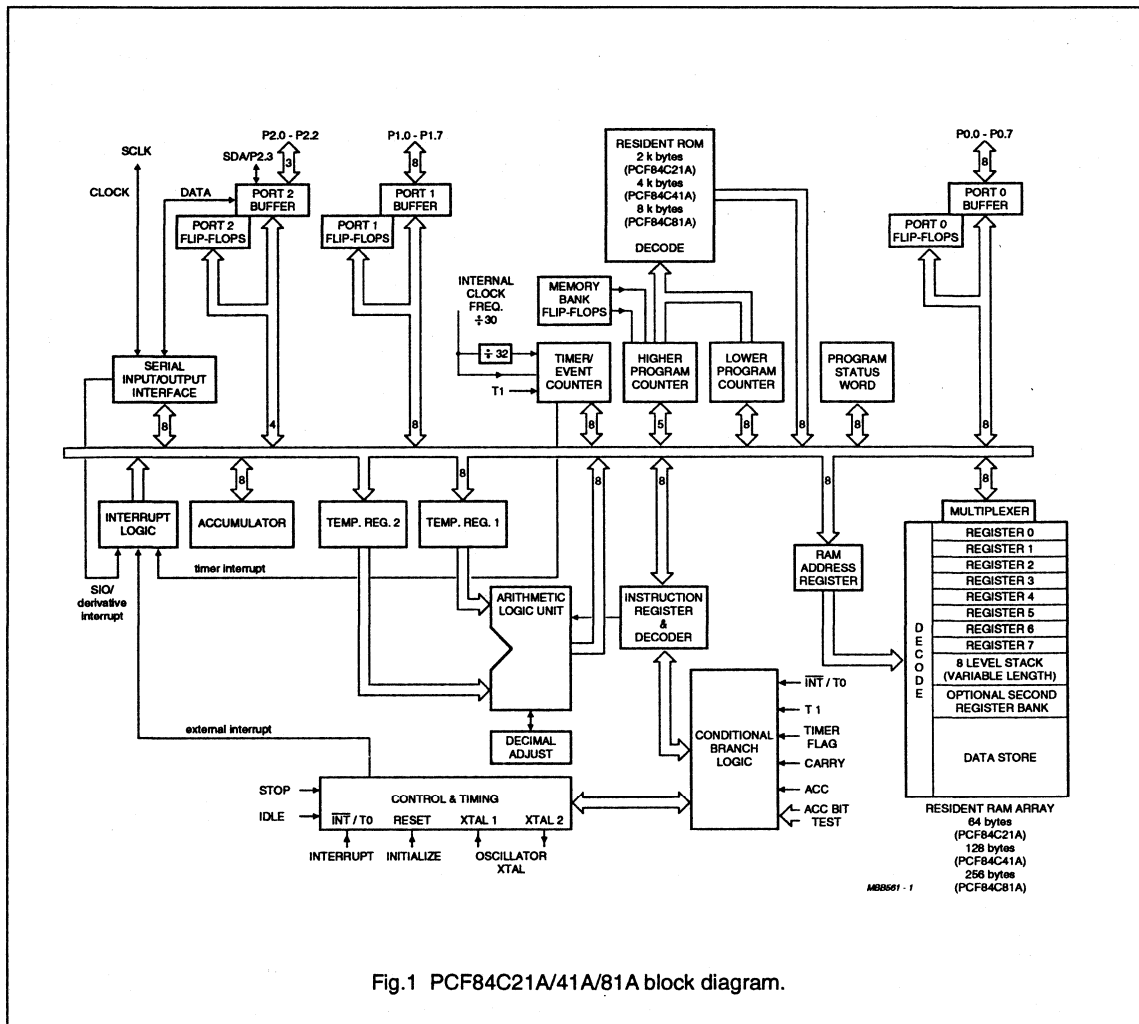 P2.0 - P2.2
P1.0 - P1.7
P0.0 - P0.7
SCLK
SDA/P2.3
3
8
8
CLOCK
DATA
PORT 2
BUFFER
PORT 2
FLIP-FLOPS
PORT 1
BUFFER
PORT 1
FLIP-FLOPS
RESIDENT ROM
2 k bytes
(PCF84C21A)
4 k bytes
(PCF84C41A)
8 k bytes
(PCF84C81A)
DECODE
PORT 0
BUFFER
PORT 0
FLIP-FLOPS
INTERNAL
CLOCK
FREQ.
÷ 30
÷ 32
T1
MEMORY
BANK
FLIP-FLOPS
SERIAL
INPUT/OUTPUT
INTERFACE
TIMER/
EVENT
COUNTER
HIGHER
PROGRAM
COUNTER
LOWER
PROGRAM
COUNTER
PROGRAM
STATUS
WORD
8
4
8
8
5
8
8
8
8
8
8
8
8
8
8
INTERRUPT
LOGIC
ACCUMULATOR
TEMP. REG. 2
TEMP. REG. 1
timer interrupt
SIO/
derivative
interrupt
ARITHMETIC
LOGIC UNIT
INSTRUCTION
REGISTER
&
DECODER
RAM
ADDRESS
REGISTER
MULTIPLEXER
DECODE
REGISTER 0
REGISTER 1
REGISTER 2
REGISTER 3
REGISTER 4
REGISTER 5
REGISTER 6
REGISTER 7
8 LEVEL STACK
(VARIABLE LENGTH)
OPTIONAL SECOND
REGISTER BANK
DATA STORE
RESIDENT RAM ARRAY
64 bytes
(PCF84C21A)
128 bytes
(PCF84C41A)
256 bytes
(PCF84C81A)
external interrupt
DECIMAL
ADJUST
CONDITIONAL
BRANCH
LOGIC
INT / T0
T 1
TIMER
FLAG
CARRY
ACC
ACC BIT
TEST
STOP
IDLE
CONTROL & TIMING
INT / T0 RESET XTAL 1 XTAL 2
INTERRUPT INITIALIZE OSCILLATOR
XTAL
MBB561 - 1
Fig.1 PCF84C21A/41A/81A block diagram.